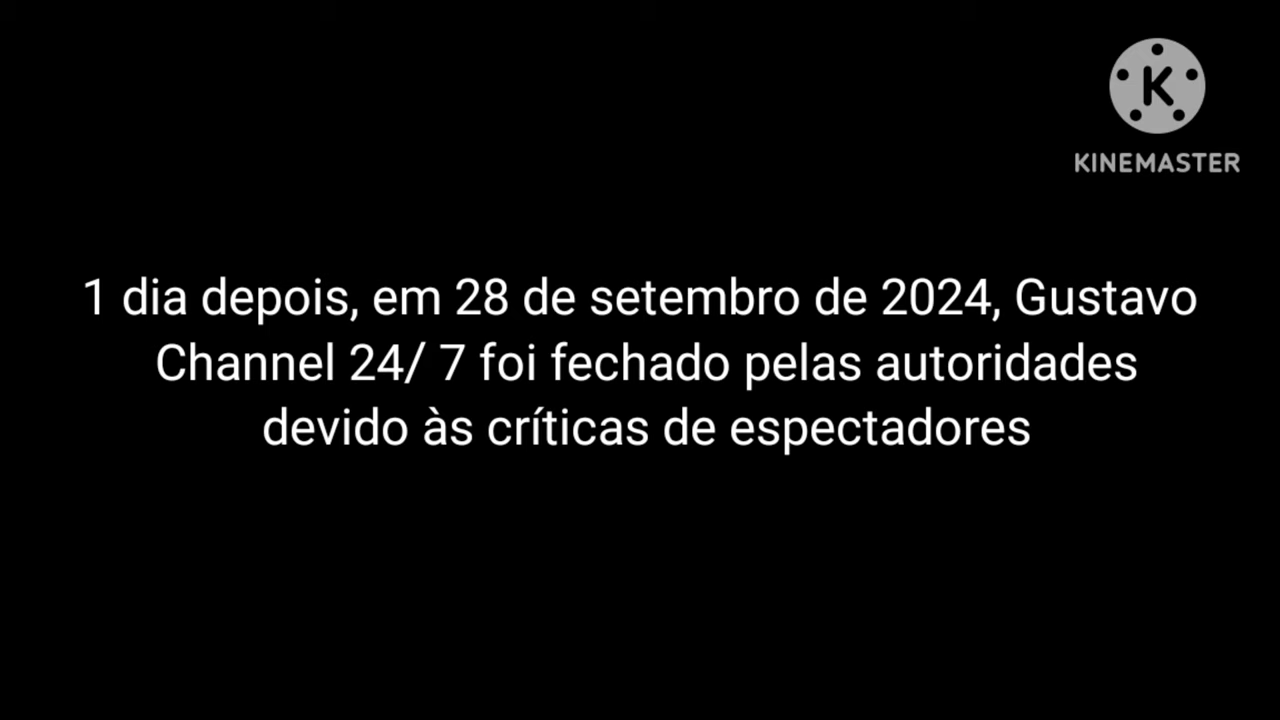 K
KINEMASTER
1 dia depois, em 28 de setembro de 2024, Gustavo
Channel 24/ 7 foi fechado pelas autoridades
devido às críticas de espectadores